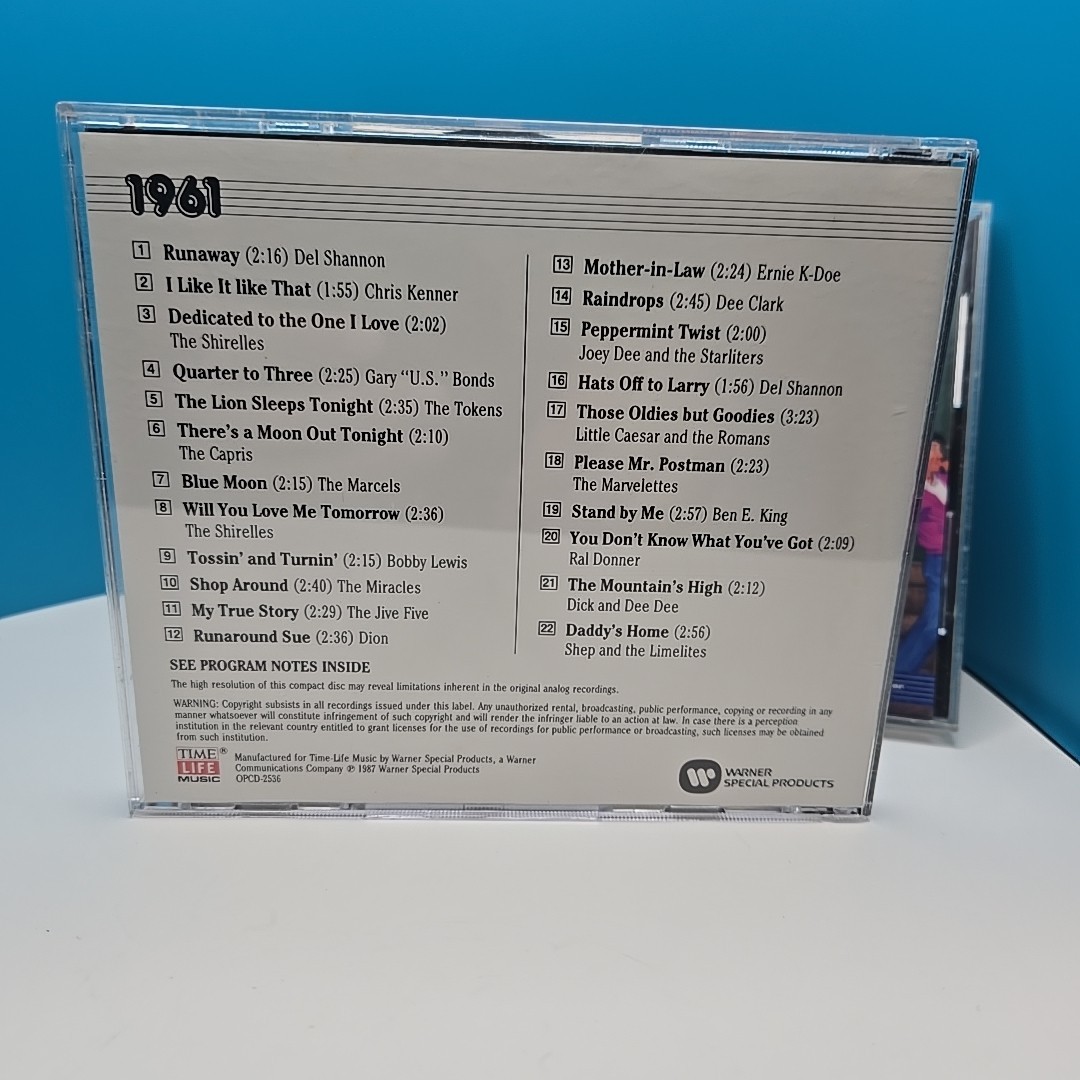 1961
1 Runaway (2:16) Del Shannon
2 I Like It like That (1:55) Chris Kenner
3 Dedicated to the One I Love (2:02)
The Shirelles
4 Quarter to Three (2:25) Gary “U.S.” Bonds
5 The Lion Sleeps Tonight (2:35) The Tokens
6 There’s a Moon Out Tonight (2:10)
The Capris
7 Blue Moon (2:15) The Marcels
8 Will You Love Me Tomorrow (2:36)
The Shirelles
9 Tossin’ and Turnin’ (2:15) Bobby Lewis
10 Shop Around (2:40) The Miracles
11 My True Story (2:29) The Jive Five
12 Runaround Sue (2:36) Dion
13 Mother-in-Law (2:24) Ernie K-Doe
14 Raindrops (2:45) Dee Clark
15 Peppermint Twist (2:00)
Joey Dee and the Starliters
16 Hats Off to Larry (1:56) Del Shannon
17 Those Oldies but Goodies (3:23)
Little Caesar and the Romans
18 Please Mr. Postman (2:23)
The Marvelettes
19 Stand by Me (2:57) Ben E. King
20 You Don’t Know What You’ve Got (2:09)
Ral Donner
21 The Mountain’s High (2:12)
Dick and Dee Dee
22 Daddy’s Home (2:56)
Shep and the Limelites
SEE PROGRAM NOTES INSIDE
The high resolution of this compact disc may reveal limitations inherent in the original analog recordings.
WARNING: Copyright subsists in all recordings issued under this label. Any unauthorized rental, broadcasting, public performance, copying or recording in any
manner whatsoever will constitute infringement of such copyright and will render the infringer liable to an action at law. In case there is a perception
institution in the relevant country entitled to grant licenses for the use of recordings for public performance or broadcasting, such licenses may be obtained
from such institution.
TIME ®
LIFE
MUSIC
Manufactured for Time-Life Music by Warner Special Products, a Warner
Communications Company ℗ 1987 Warner Special Products
OPCD-2536
WARNER
SPECIAL PRODUCTS